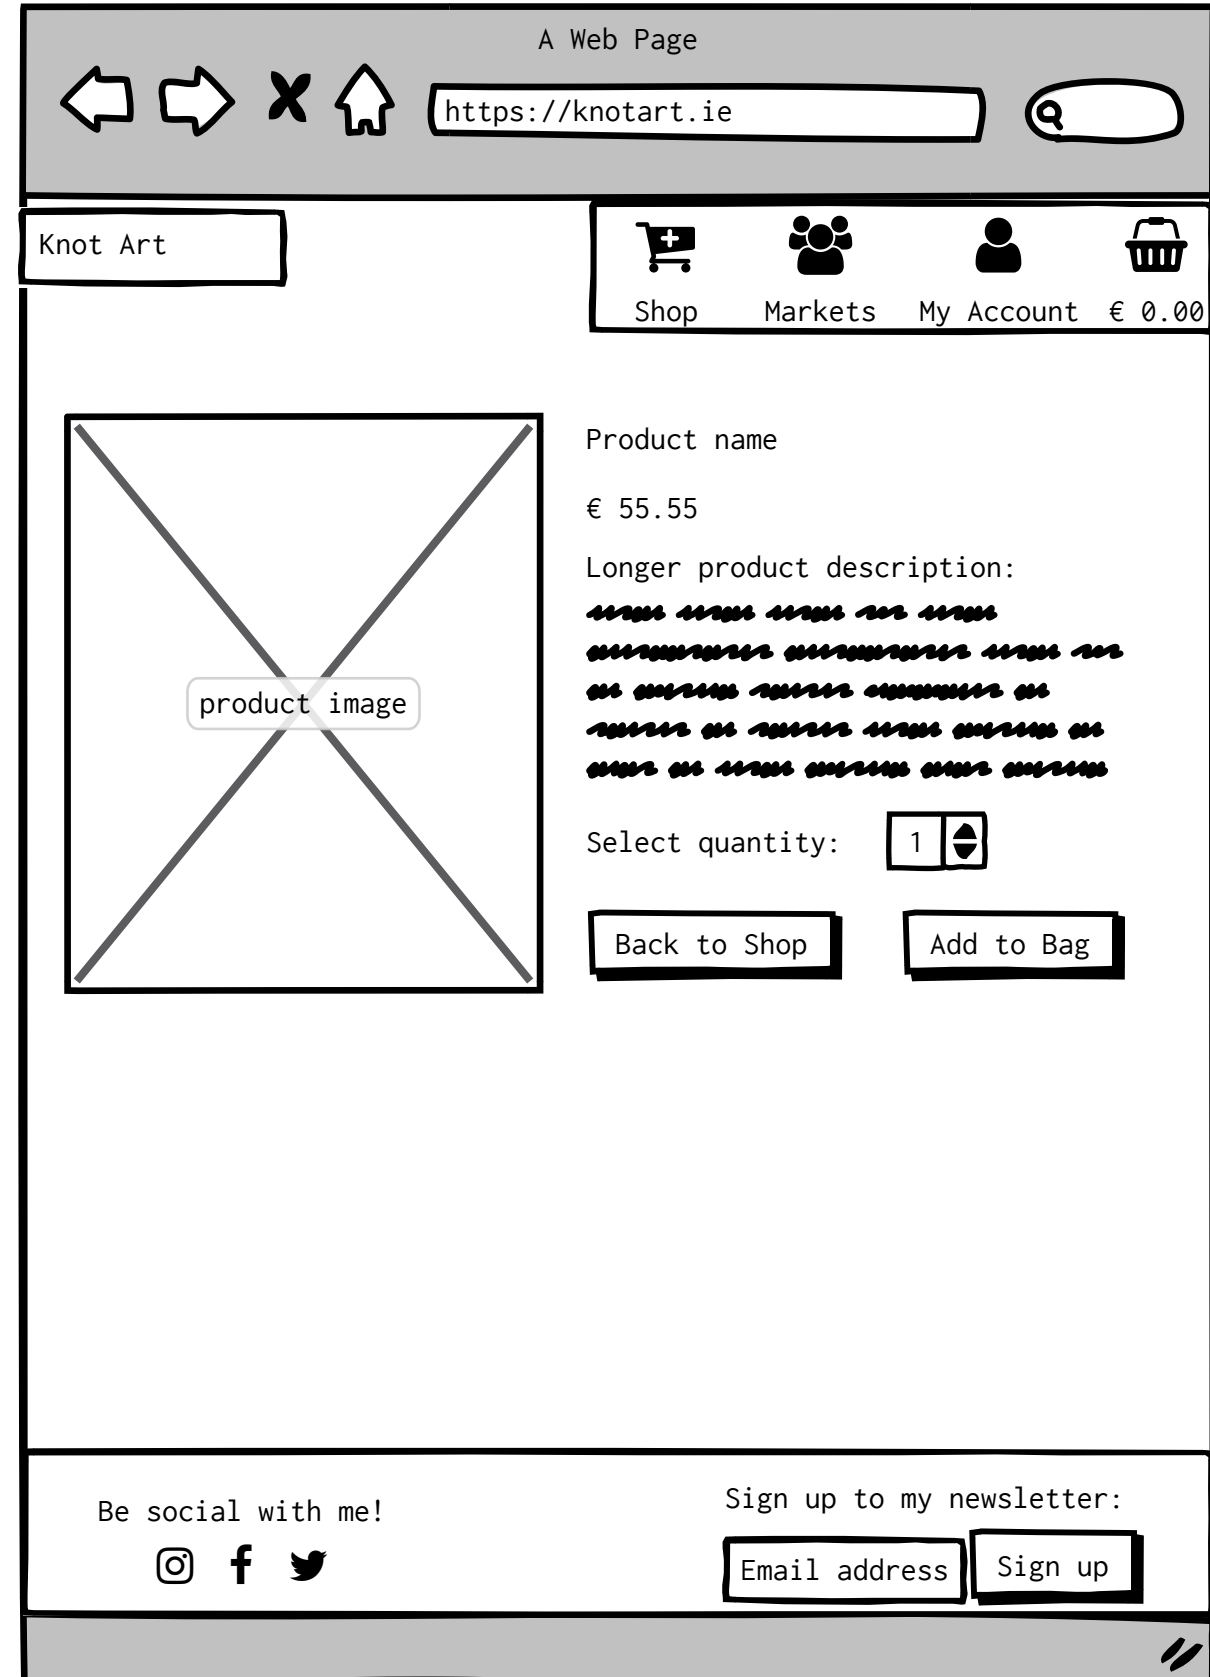 A Web Page
https://knotart.ie
Knot Art
Shop Markets My Account € 0.00
product image
Product name
€ 55.55
Longer product description:
Select quantity: 1
Back to Shop Add to Bag
Be social with me!
Sign up to my newsletter:
Email address Sign up